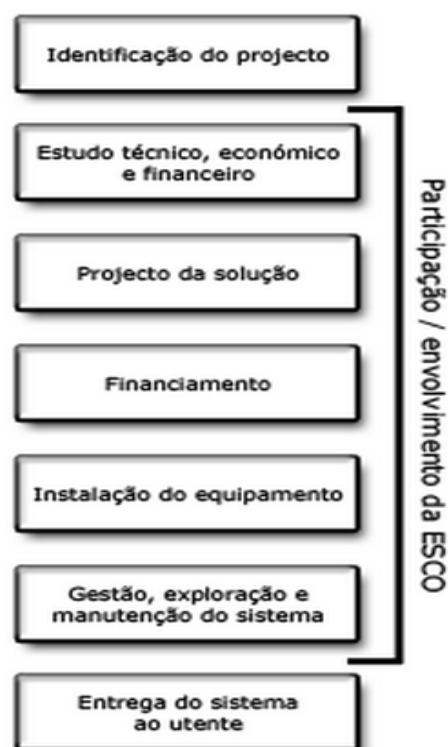 Identificação do projecto
Estudo técnico, económico
e financeiro
Projecto da solução
Financiamento
Instalação do equipamento
Gestão, exploração e
manutenção do sistema
Entrega do sistema
ao utente
Participação / envolvimento da ESCO